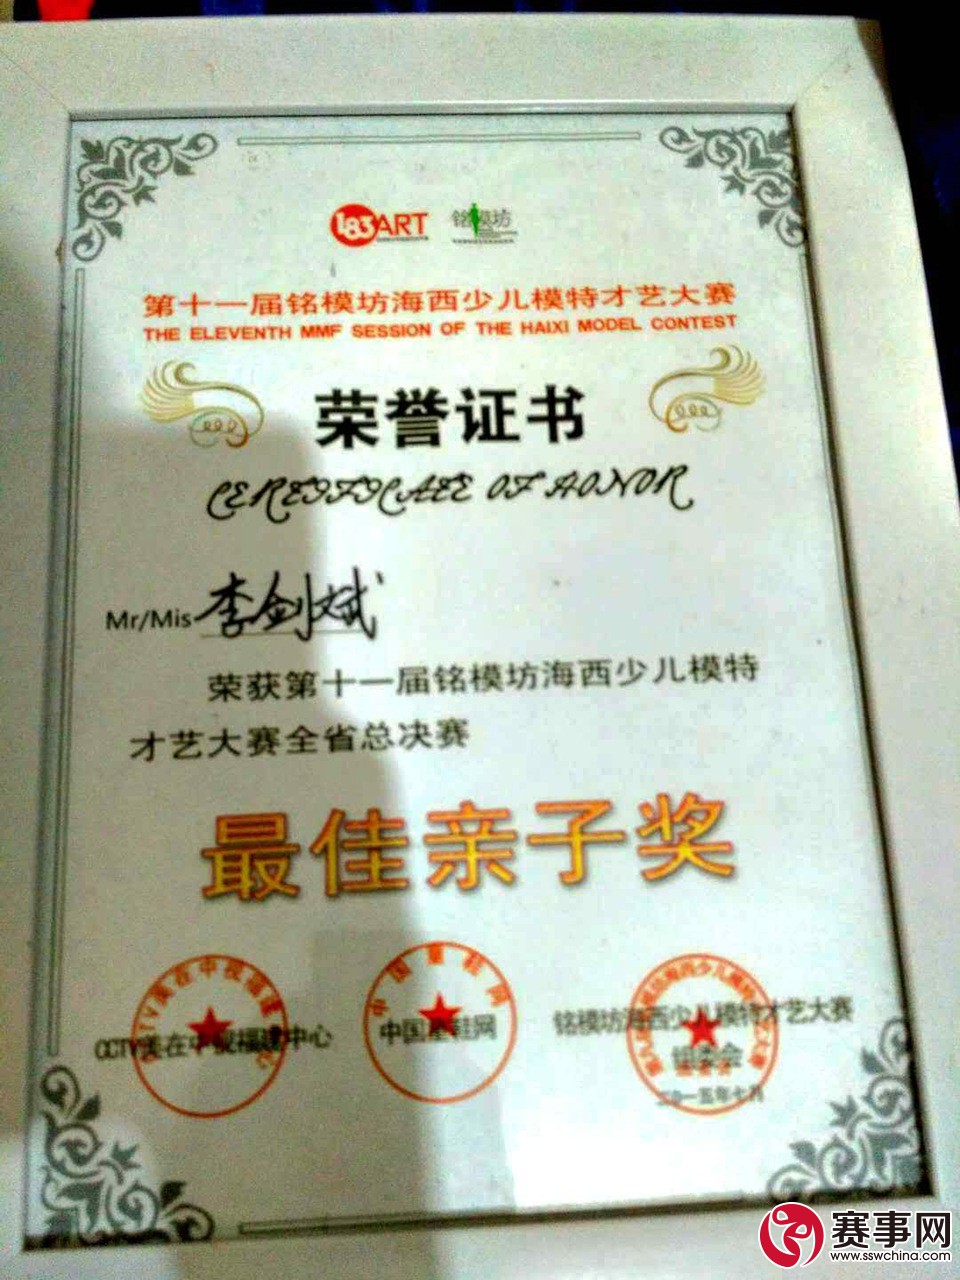 183ART 铭模坊
第十一届铭模坊海西少儿模特才艺大赛
THE ELEVENTH MMF SESSION OF THE HAIXI MODEL CONTEST
荣誉证书
CERTIFICATE OF HONOR
Mr/Mis 李剑斌
荣获第十一届铭模坊海西少儿模特
才艺大赛全省总决赛
最佳亲子奖
CCTV美在中视福建中心 中国童鞋网 铭模坊海西少儿模特才艺大赛
组委会
二0一五年七月
赛事网
www.sswchina.com